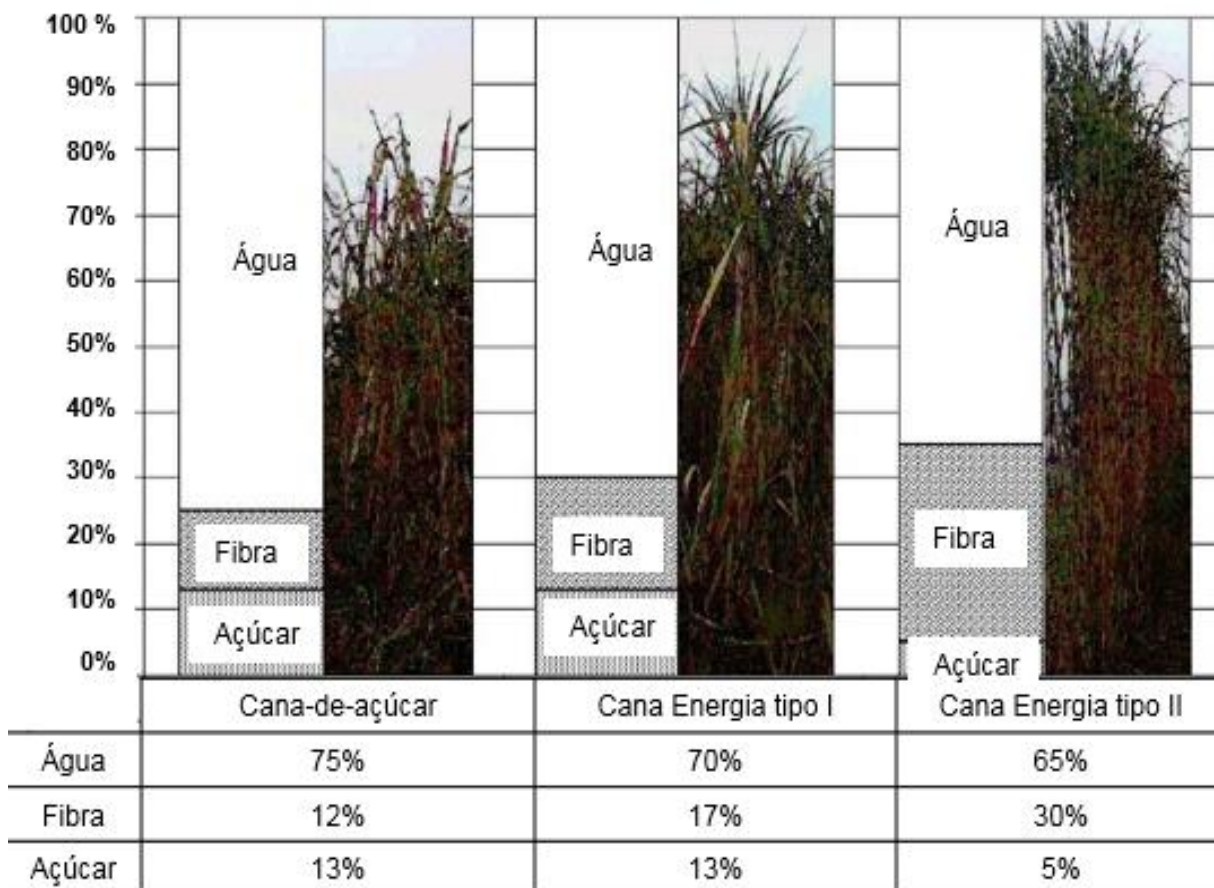 100 %
90%
80%
70%
60%
50%
40%
30%
20%
10%
0%
Água
Fibra
Açúcar
Água
Fibra
Açúcar
Água
Fibra
Açúcar
Cana-de-açúcar Cana Energia tipo I Cana Energia tipo II
Água 75% 70% 65%
Fibra 12% 17% 30%
Açúcar 13% 13% 5%